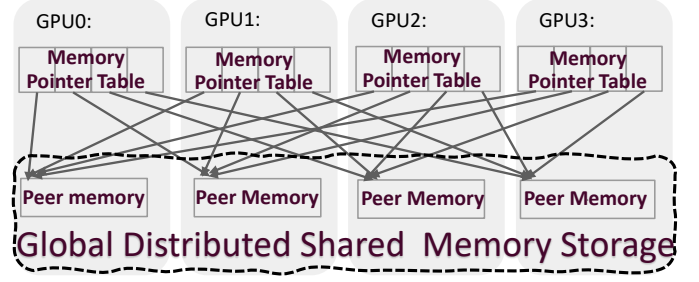 GPU0: GPU1: GPU2: GPU3:
Memory Pointer Table
Memory Pointer Table
Memory Pointer Table
Memory Pointer Table
Peer memory
Peer Memory
Peer Memory
Peer Memory
Global Distributed Shared Memory Storage